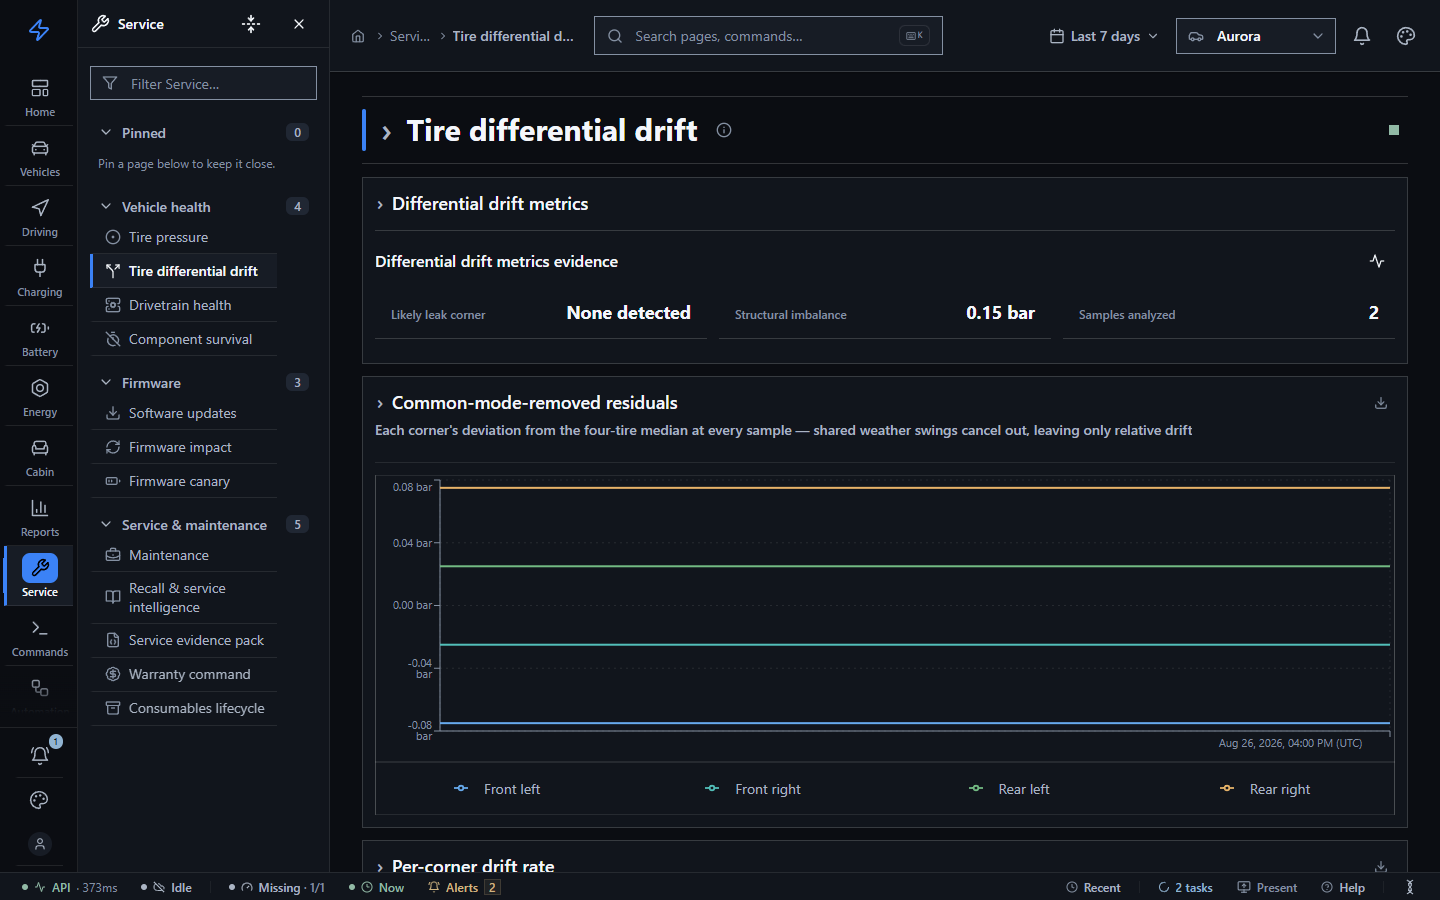 Service
Servi...
Tire differential d...
Search pages, commands...
K
Last 7 days
Aurora
Filter Service...
Home
Vehicles
Driving
Charging
Battery
Energy
Cabin
Reports
Service
Commands
1
Pinned
0
Pin a page below to keep it close.
Vehicle health
4
Tire pressure
Tire differential drift
Drivetrain health
Component survival
Firmware
3
Software updates
Firmware impact
Firmware canary
Service & maintenance
5
Maintenance
Recall & service
intelligence
Service evidence pack
Warranty command
Consumables lifecycle
Tire differential drift
Differential drift metrics
Differential drift metrics evidence
Likely leak corner
None detected
Structural imbalance
0.15 bar
Samples analyzed
2
Common-mode-removed residuals
Each corner's deviation from the four-tire median at every sample — shared weather swings cancel out, leaving only relative drift
0.08 bar
0.04 bar
0.00 bar
-0.04
bar
-0.08
bar
Aug 26, 2026, 04:00 PM (UTC)
Front left
Front right
Rear left
Rear right
Per-corner drift rate
API · 373ms
Idle
Missing · 1/1
Now
Alerts 2
Recent
2 tasks
Present
Help